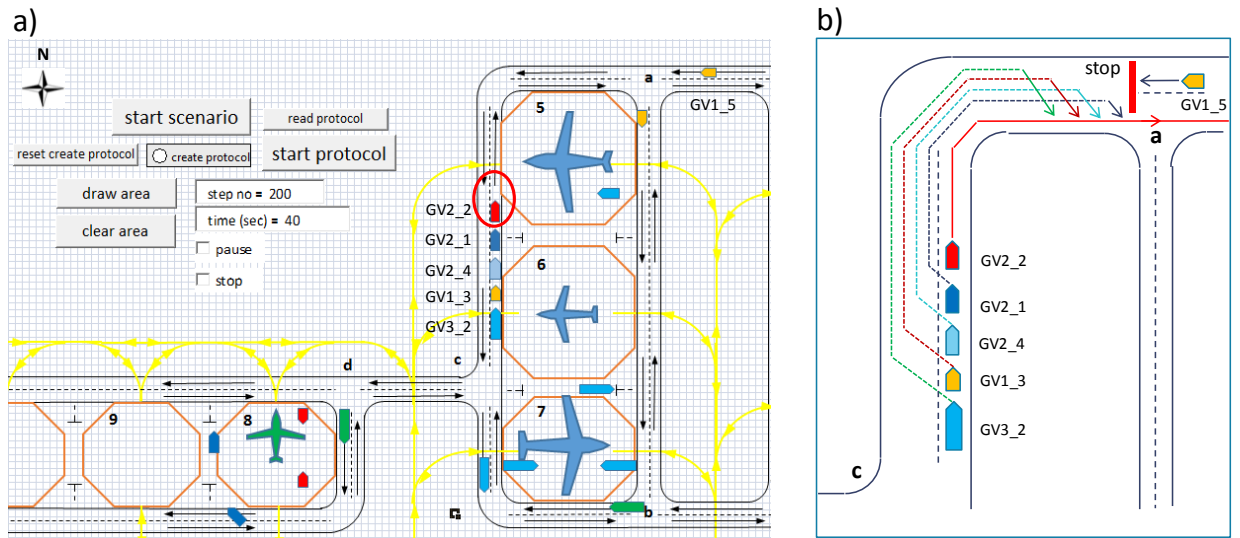 a)
N
start scenario
read protocol
reset create protocol
create protocol
start protocol
draw area
step no = 200
clear area
time (sec) = 40
pause
stop
a
5
GV1_5
GV2_2
GV2_1
GV2_4
GV1_3
GV3_2
6
c
d
7
9
8
b
b)
stop
GV1_5
a
GV2_2
GV2_1
GV2_4
GV1_3
GV3_2
c